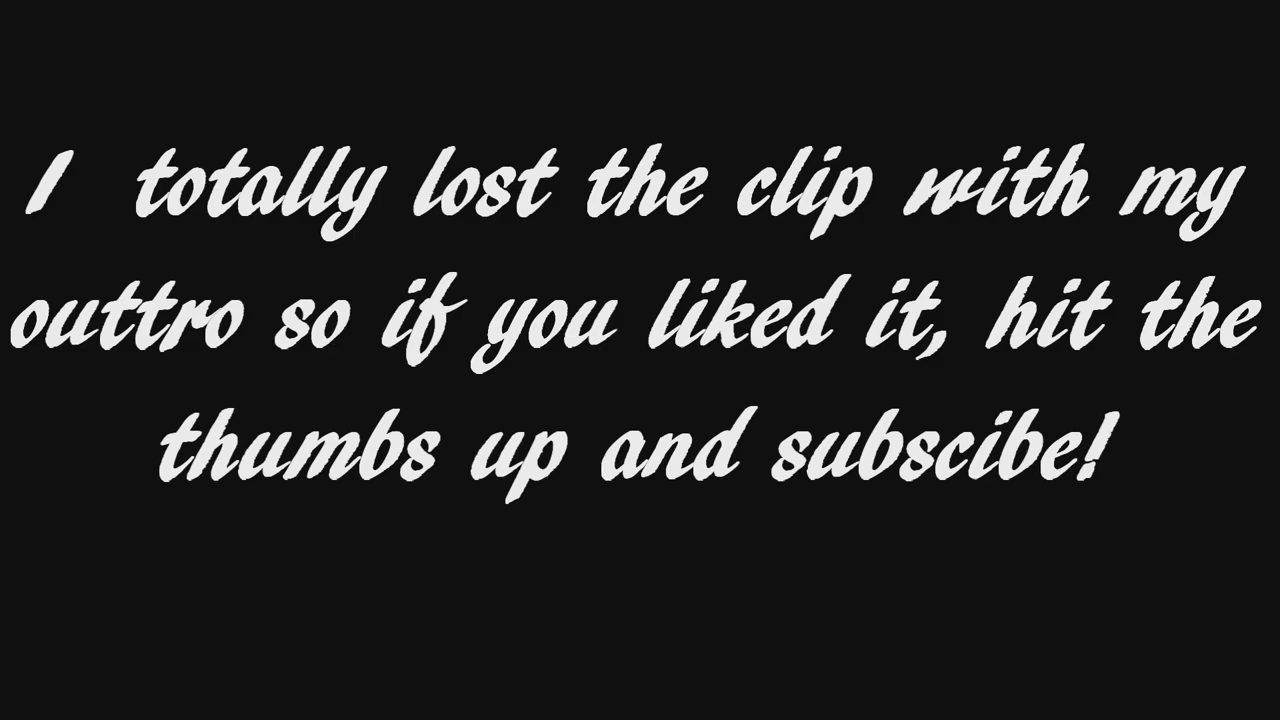 I totally lost the clip with my
outtro so if you liked it, hit the
thumbs up and subscibe!